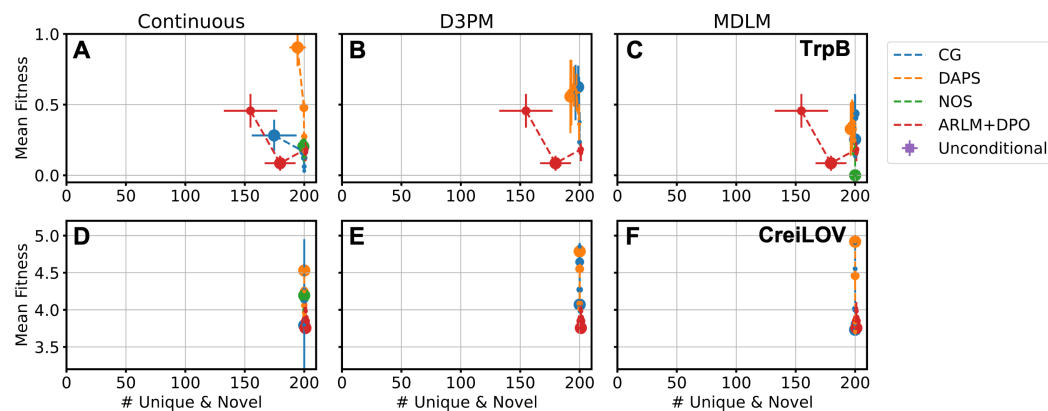 Continuous
D3PM
MDLM
A
B
C
TrpB
Mean Fitness
1.0
0.5
0.0
0 50 100 150 200
0 50 100 150 200
0 50 100 150 200
CG
DAPS
NOS
ARLM+DPO
Unconditional
D
E
F
CreiLOV
Mean Fitness
5.0
4.5
4.0
3.5
0 50 100 150 200
0 50 100 150 200
0 50 100 150 200
# Unique & Novel
# Unique & Novel
# Unique & Novel